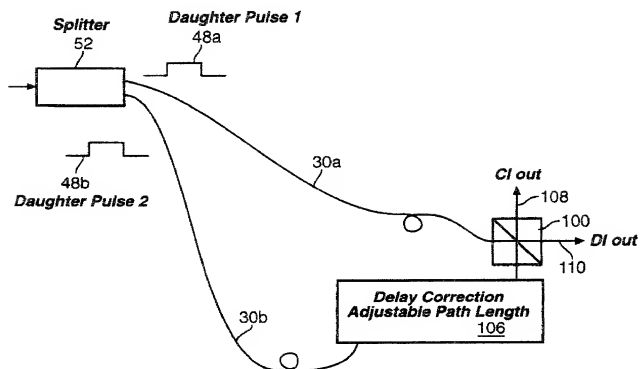 Splitter
52
Daughter Pulse 1
48a
48b
Daughter Pulse 2
30a
CI out
108
100
DI out
110
30b
Delay Correction
Adjustable Path Length
106